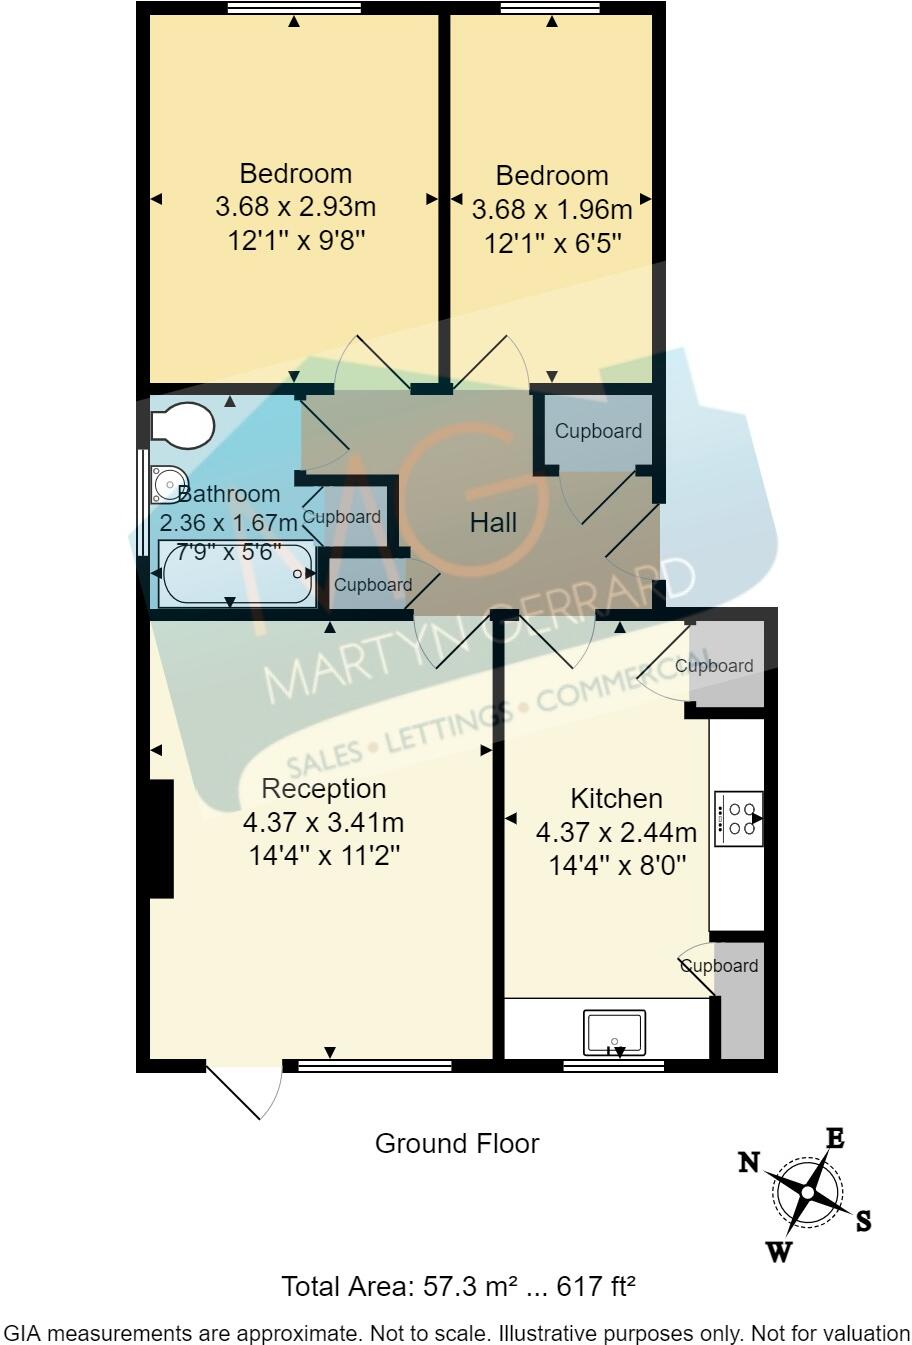 Bedroom
3.68 x 2.93m
12'1" x 9'8"
Bedroom
3.68 x 1.96m
12'1" x 6'5"
Cupboard
MG
Bathroom
2.36 x 1.67m
7'9" x 5'6"
Cupboard
Hall
Cupboard
MARTYN GERRARD
SALES • LETTINGS • COMMERCIAL
Cupboard
Reception
4.37 x 3.41m
14'4" x 11'2"
Kitchen
4.37 x 2.44m
14'4" x 8'0"
Cupboard
Ground Floor
N
E
S
W
Total Area: 57.3 m² ... 617 ft²
GIA measurements are approximate. Not to scale. Illustrative purposes only. Not for valuation